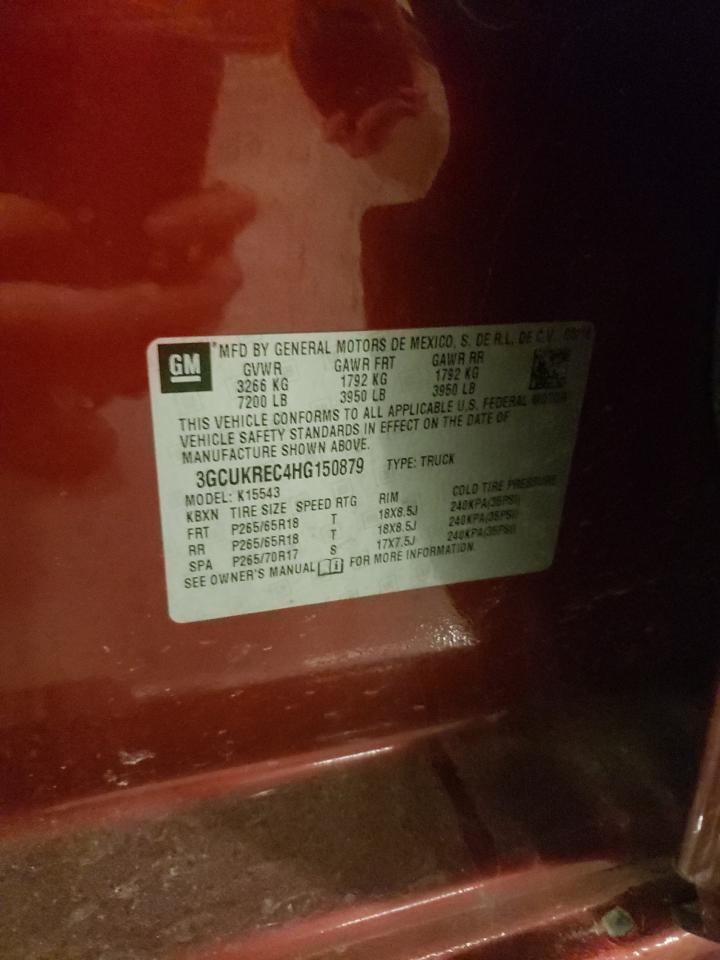 GM
MFD BY GENERAL MOTORS DE MEXICO, S. DE R.L. DE C.V.
GVWR GAWR FRT GAWR RR
3266 KG 1792 KG 1792 KG
7200 LB 3950 LB 3950 LB
THIS VEHICLE CONFORMS TO ALL APPLICABLE U.S. FEDERAL MOTOR
VEHICLE SAFETY STANDARDS IN EFFECT ON THE DATE OF
MANUFACTURE SHOWN ABOVE.
3GCUKREC4HG150879 TYPE: TRUCK
MODEL: K15543
KBXN TIRE SIZE SPEED RTG RIM COLD TIRE PRESSURE
FRT P265/65R18 T 18X8.5J 240KPA(35PSI)
RR P265/65R18 T 18X8.5J 240KPA(35PSI)
SPA P265/70R17 S 17X7.5J 240KPA(35PSI)
SEE OWNER'S MANUAL FOR MORE INFORMATION.